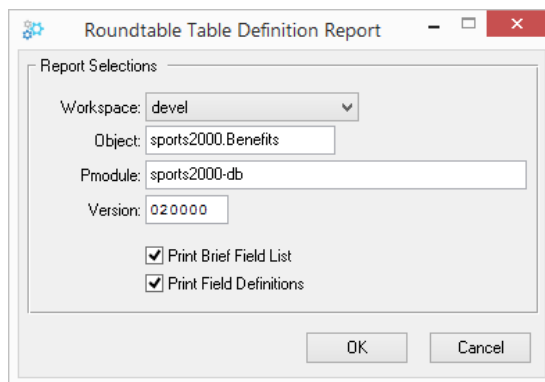 Roundtable Table Definition Report
Report Selections
Workspace: devel
Object: sports2000.Benefits
Pmodule: sports2000-db
Version: 020000
Print Brief Field List
Print Field Definitions
OK Cancel